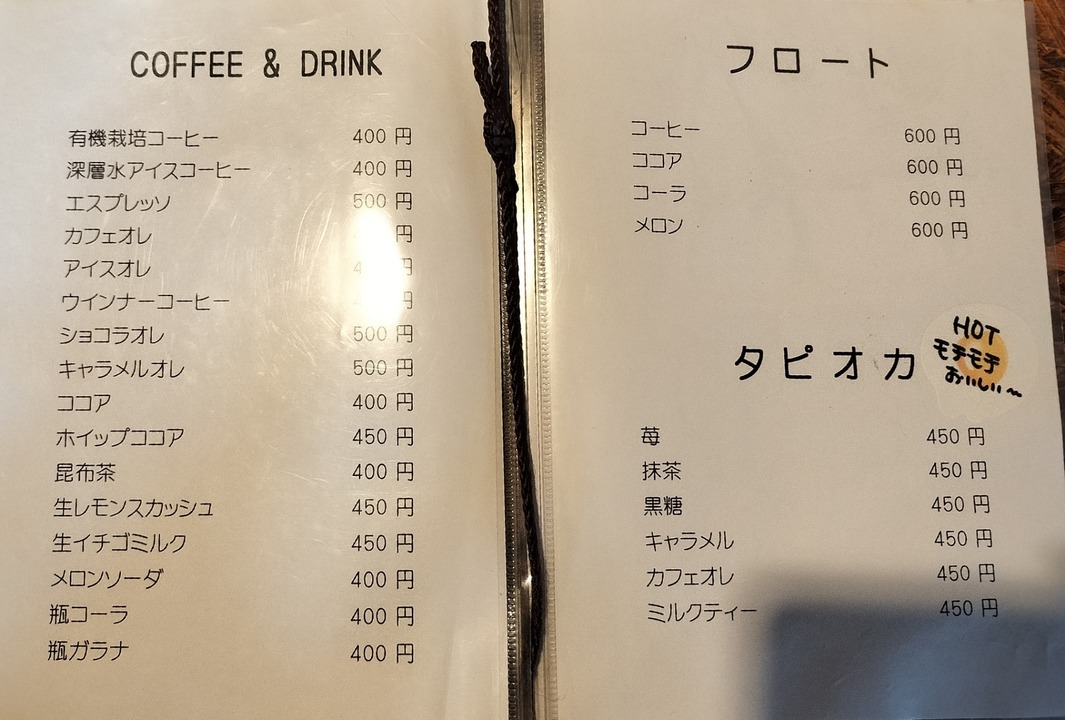 COFFEE & DRINK
有機栽培コーヒー 400 円
深層水アイスコーヒー 400 円
エスプレッソ 500 円
カフェオレ 円
アイスオレ 円
ウインナーコーヒー 円
ショコラオレ 500 円
キャラメルオレ 500 円
ココア 400 円
ホイップココア 450 円
昆布茶 400 円
生レモンスカッシュ 450 円
生イチゴミルク 450 円
メロンソーダ 400 円
瓶コーラ 400 円
瓶ガラナ 400 円
フロート
コーヒー 600 円
ココア 600 円
コーラ 600 円
メロン 600 円
タピオカ
HOT
モチモチ
おいしい〜
苺 450 円
抹茶 450 円
黒糖 450 円
キャラメル 450 円
カフェオレ 450 円
ミルクティー 450 円